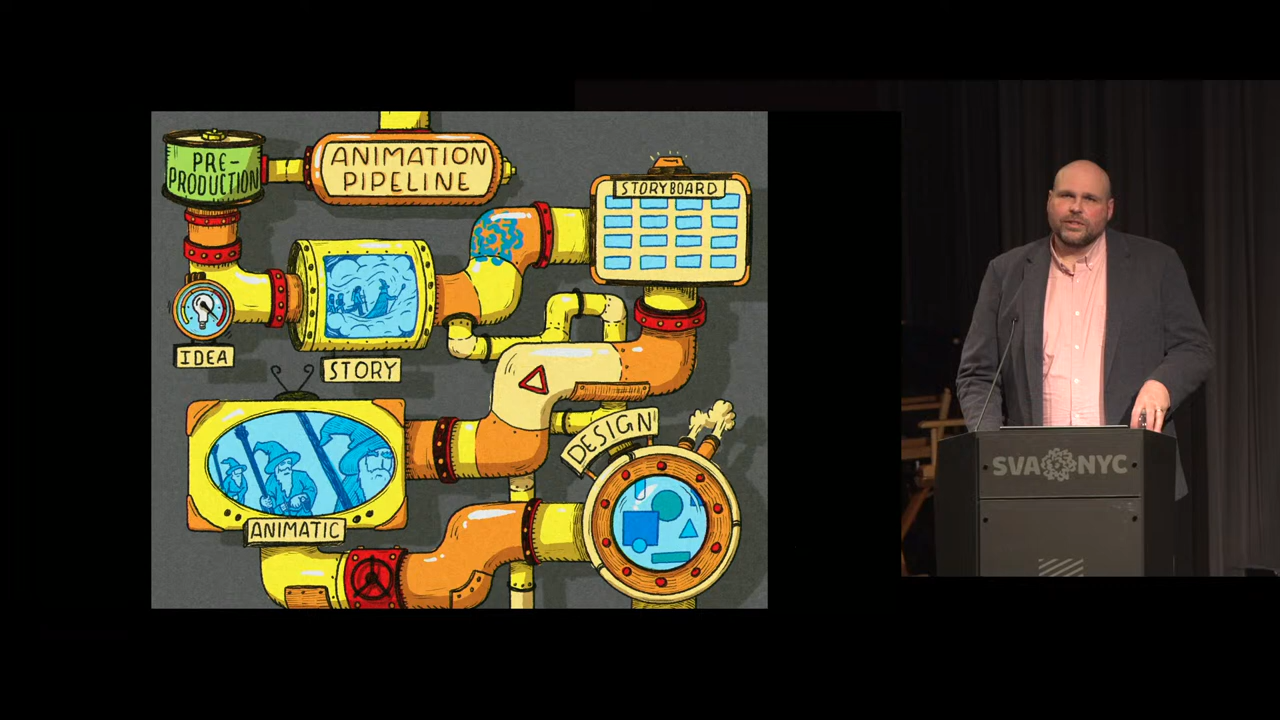 PRE-
PRODUCTION
ANIMATION
PIPELINE
STORYBOARD
IDEA
STORY
DESIGN
ANIMATIC
SVA NYC